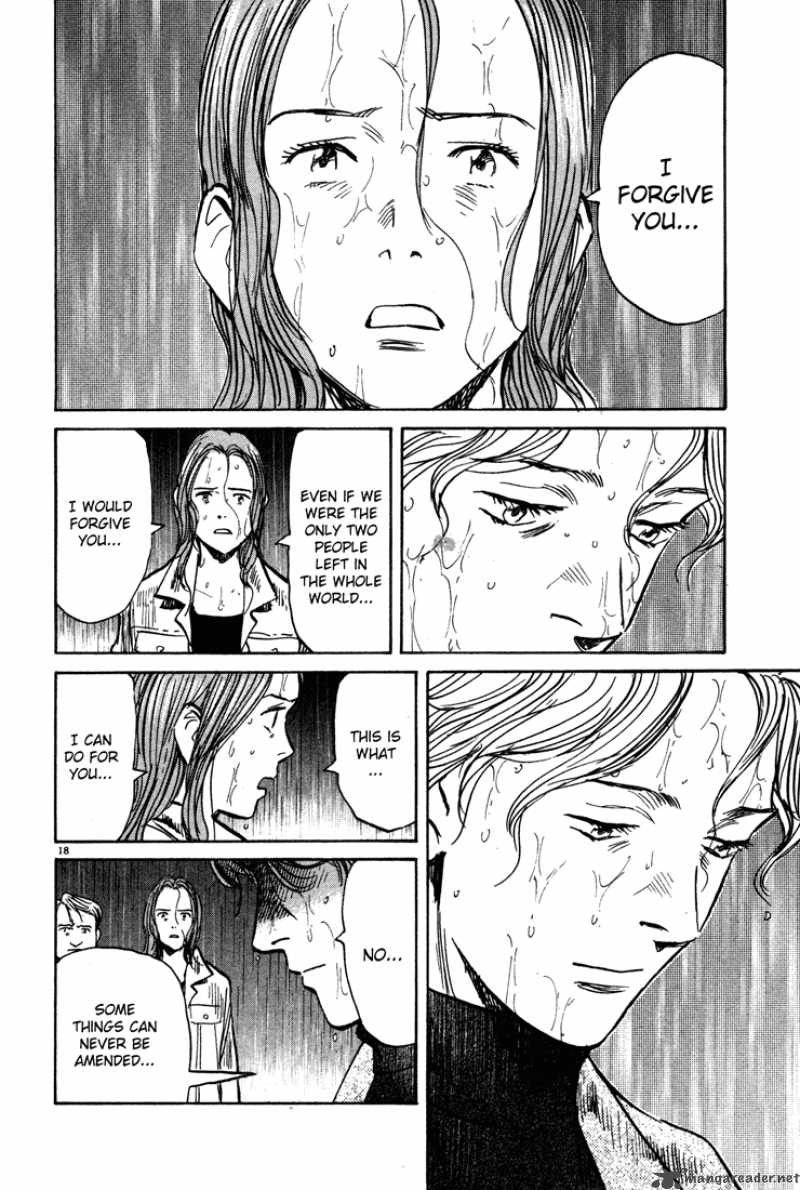 I
FORGIVE
YOU...
EVEN IF WE
WERE THE
ONLY TWO
PEOPLE
LEFT IN
THE WHOLE
WORLD...
I WOULD
FORGIVE
YOU...
THIS IS
WHAT
...
I CAN
DO FOR
YOU...
18
NO...
SOME
THINGS CAN
NEVER BE
AMENDED...
mangareader.net